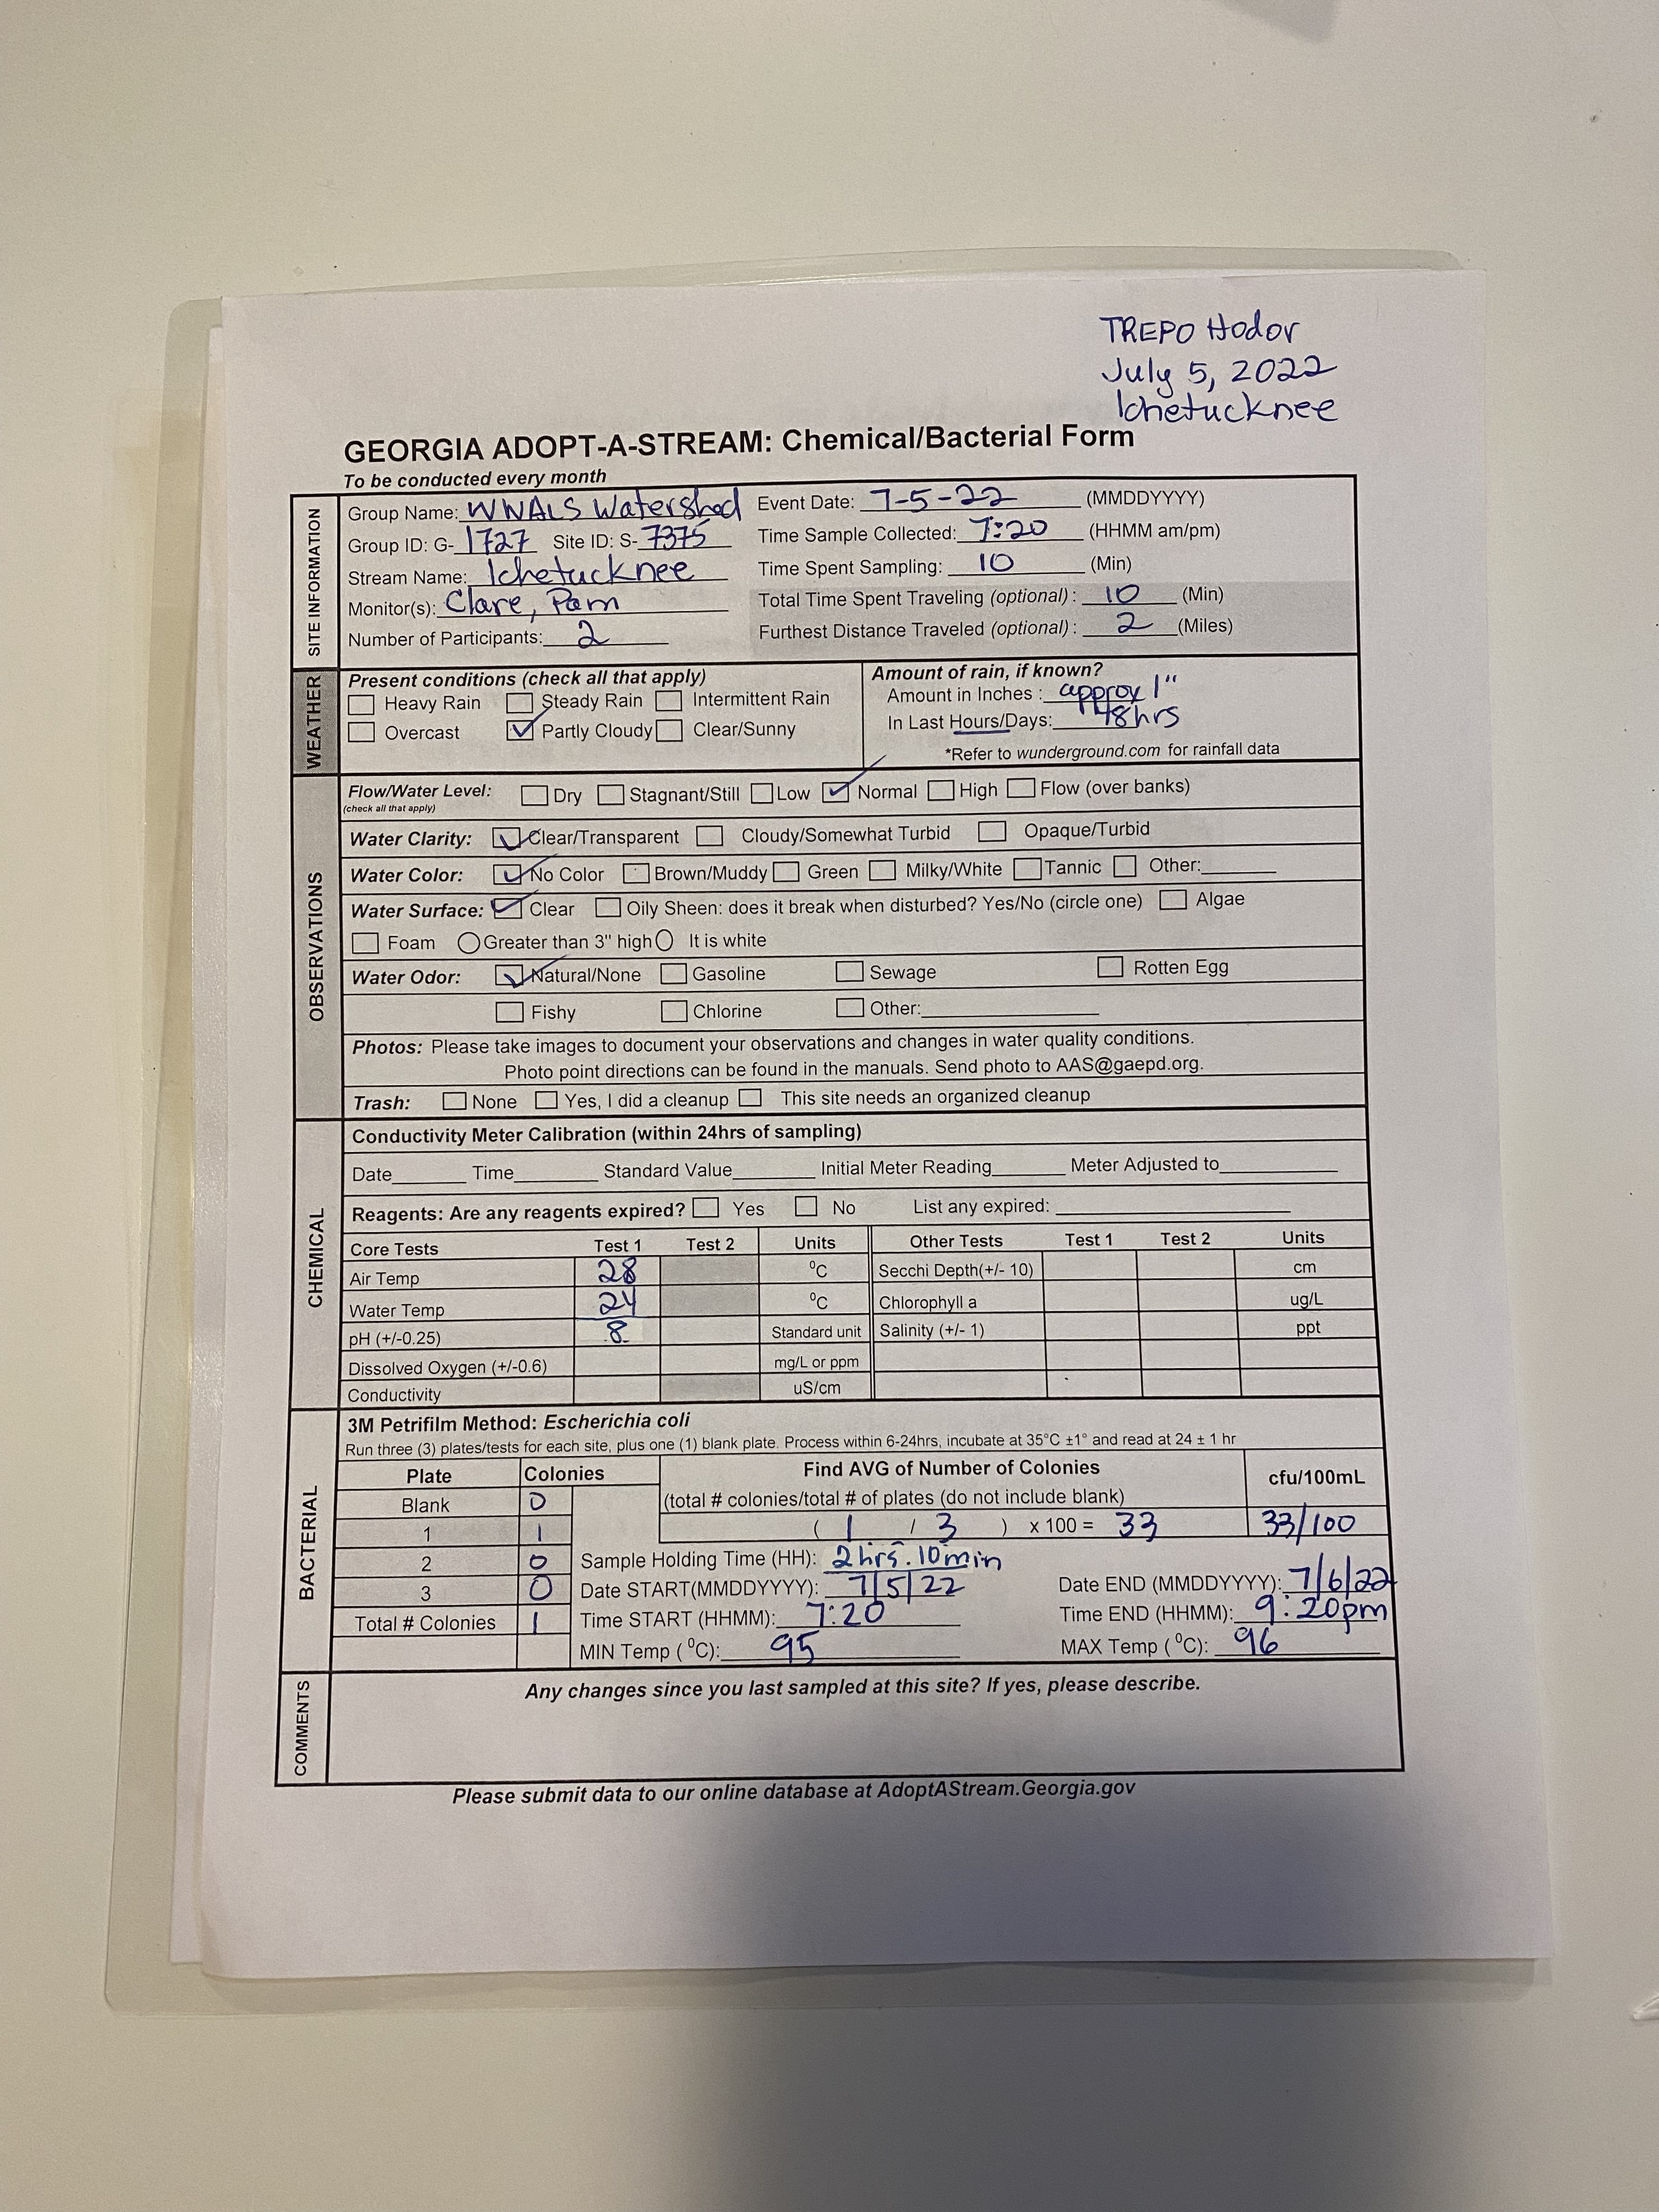 TREPO Hodor
July 5, 2022
Ichetucknee
GEORGIA ADOPT-A-STREAM: Chemical/Bacterial Form
To be conducted every month
SITE INFORMATION
Group Name: WWALS Watershed Event Date: 7-5-22 (MMDDYYYY)
Group ID: G- 1727 Site ID: S- 7375 Time Sample Collected: 7:20 (HHMM am/pm)
Stream Name: Ichetucknee Time Spent Sampling: 10 (Min)
Monitor(s): Clare, Pam Total Time Spent Traveling (optional) : 10 (Min)
Number of Participants: 2 Furthest Distance Traveled (optional) : 2 (Miles)
WEATHER
Present conditions (check all that apply) Amount of rain, if known?
Heavy Rain Steady Rain Intermittent Rain Amount in Inches : approx 1"
Overcast Partly Cloudy Clear/Sunny In Last Hours/Days: 48hrs
*Refer to wunderground.com for rainfall data
OBSERVATIONS
Flow/Water Level: Dry Stagnant/Still Low Normal High Flow (over banks)
(check all that apply)
Water Clarity: Clear/Transparent Cloudy/Somewhat Turbid Opaque/Turbid
Water Color: No Color Brown/Muddy Green Milky/White Tannic Other:
Water Surface: Clear Oily Sheen: does it break when disturbed? Yes/No (circle one) Algae
Foam Greater than 3" high It is white
Water Odor: Natural/None Gasoline Sewage Rotten Egg
Fishy Chlorine Other:
Photos: Please take images to document your observations and changes in water quality conditions.
Photo point directions can be found in the manuals. Send photo to AAS@gaepd.org.
Trash: None Yes, I did a cleanup This site needs an organized cleanup
CHEMICAL
Conductivity Meter Calibration (within 24hrs of sampling)
Date Time Standard Value Initial Meter Reading Meter Adjusted to
Reagents: Are any reagents expired? Yes No List any expired:
Core Tests Test 1 Test 2 Units Other Tests Test 1 Test 2 Units
Air Temp 28 °C Secchi Depth(+/- 10) cm
Water Temp 24 °C Chlorophyll a ug/L
pH (+/-0.25) 8 Standard unit Salinity (+/- 1) ppt
Dissolved Oxygen (+/-0.6) mg/L or ppm
Conductivity uS/cm
BACTERIAL
3M Petrifilm Method: Escherichia coli
Run three (3) plates/tests for each site, plus one (1) blank plate. Process within 6-24hrs, incubate at 35°C ±1° and read at 24 ± 1 hr
Plate Colonies Find AVG of Number of Colonies cfu/100mL
Blank 0 (total # colonies/total # of plates (do not include blank)
1 1 ( 1 / 3 ) x 100 = 33 33/100
2 0 Sample Holding Time (HH): 2hrs. 10min
3 0 Date START(MMDDYYYY): 7/5/22 Date END (MMDDYYYY): 7/6/22
Total # Colonies 1 Time START (HHMM): 7:20 Time END (HHMM): 9:20pm
MIN Temp ( °C): 95 MAX Temp ( °C): 96
COMMENTS
Any changes since you last sampled at this site? If yes, please describe.
Please submit data to our online database at AdoptAStream.Georgia.gov